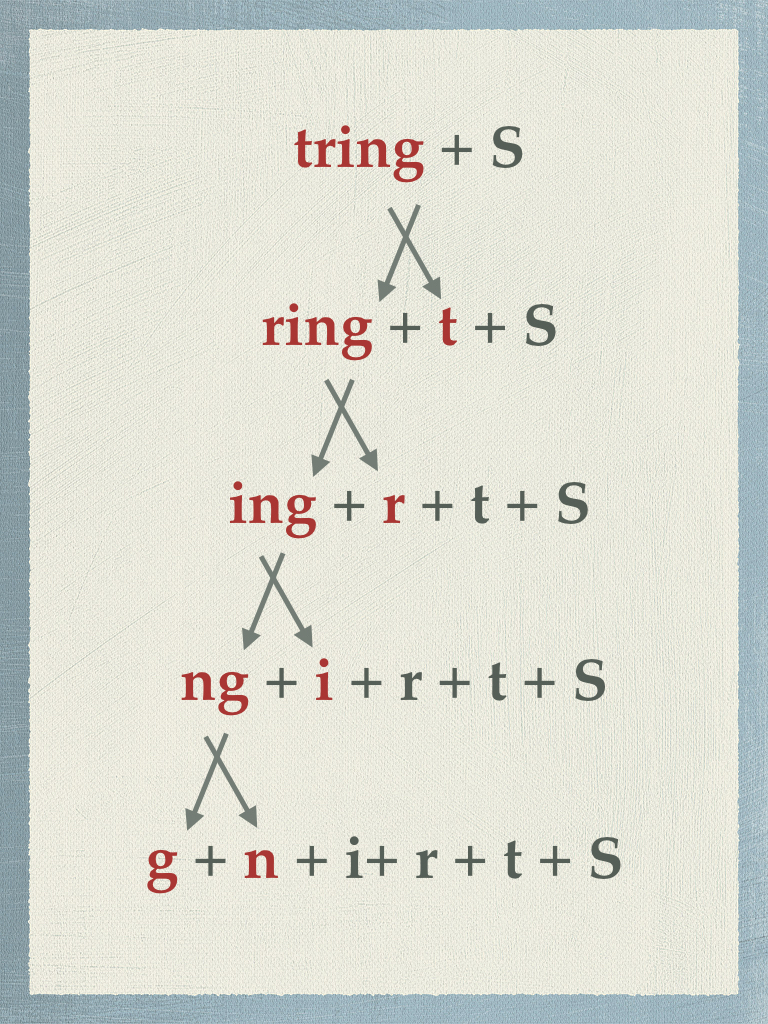 tring + S
ring + t + S
ing + r + t + S
ng + i + r + t + S
g + n + i+ r + t + S